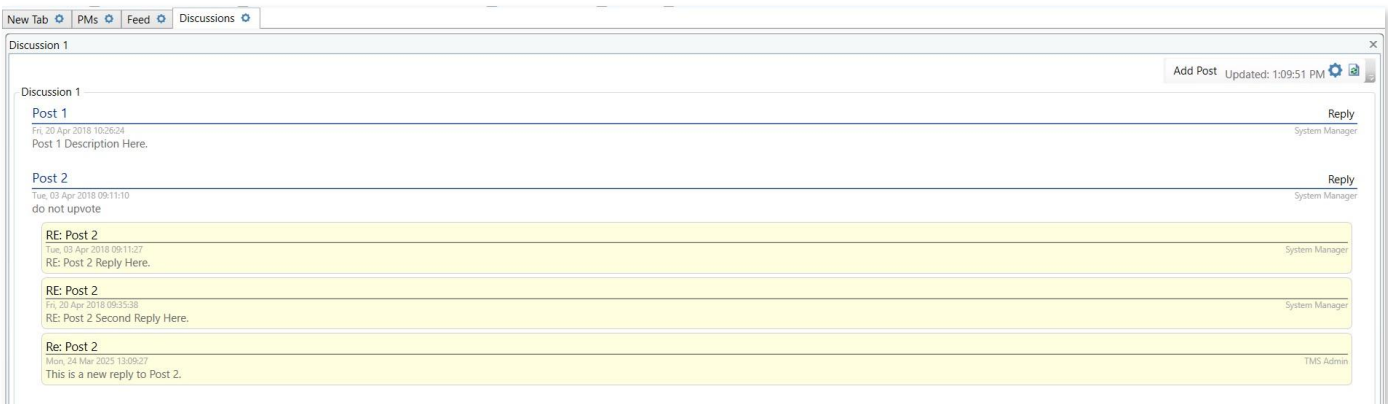 New Tab PMs Feed Discussions
Discussion 1
Add Post Updated: 1:09:51 PM
Discussion 1
Post 1 Reply
Fri, 20 Apr 2018 10:26:24 System Manager
Post 1 Description Here.
Post 2 Reply
Tue, 03 Apr 2018 09:11:10 System Manager
do not upvote
RE: Post 2
Tue, 03 Apr 2018 09:11:27 System Manager
RE: Post 2 Reply Here.
RE: Post 2
Fri, 20 Apr 2018 09:35:38 System Manager
RE: Post 2 Second Reply Here.
Re: Post 2
Mon, 24 Mar 2025 13:09:27 TMS Admin
This is a new reply to Post 2.